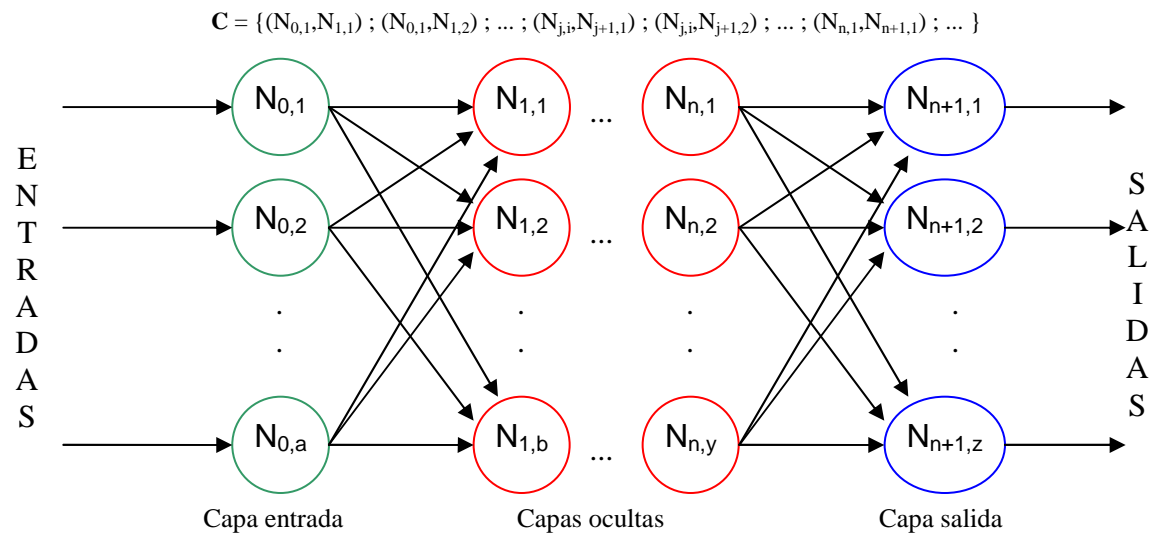 C = {(N0,1,N1,1) ; (N0,1,N1,2) ; ... ; (Nj,i,Nj+1,1) ; (Nj,i,Nj+1,2) ; ... ; (Nn,1,Nn+1,1) ; ... }
N0,1 N1,1 ... Nn,1 Nn+1,1
N0,2 N1,2 ... Nn,2 Nn+1,2
. . . .
. . . .
N0,a N1,b ... Nn,y Nn+1,z
ENTRADAS
SALIDAS
Capa entrada Capas ocultas Capa salida